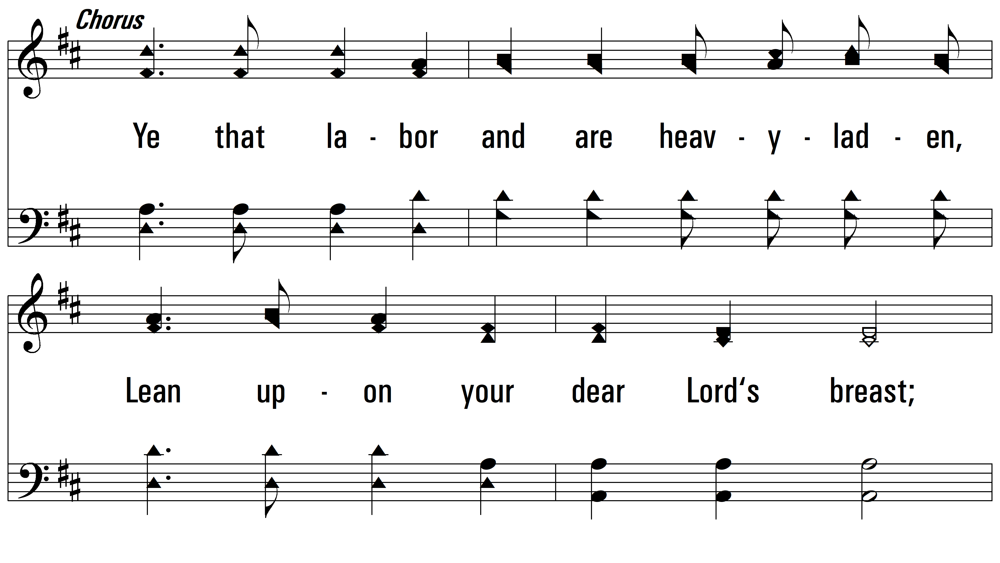 Chorus
Ye that la - bor and are heav - y - lad - en,
Lean up - on your dear Lord‘s breast;